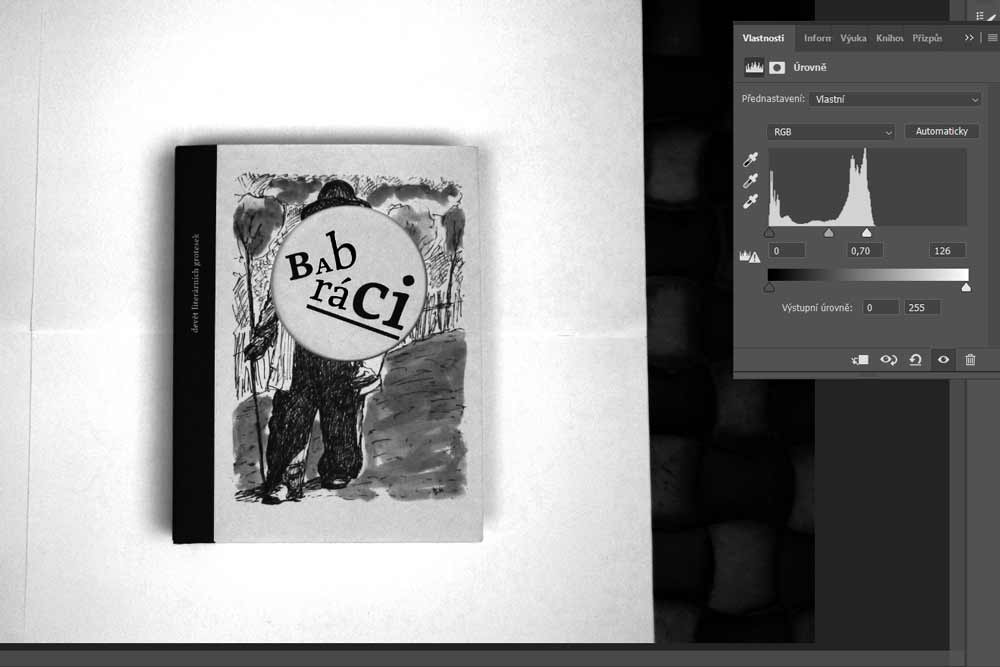 devět literárních grotesek
BAb
ráci
Vlastnosti
Inform
Výuka
Knihov
Přizpůs
Úrovně
Přednastavení: Vlastní
RGB
Automaticky
0
0,70
126
Výstupní úrovně: 0 255